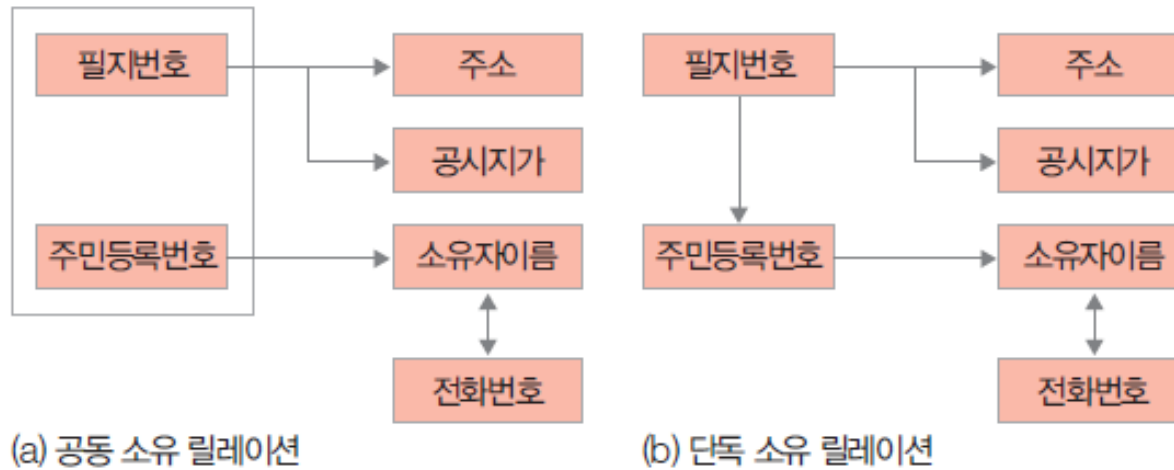 필지번호 주소 필지번호 주소
공시지가 공시지가
주민등록번호 소유자이름 주민등록번호 소유자이름
전화번호 전화번호
(a) 공동 소유 릴레이션 (b) 단독 소유 릴레이션